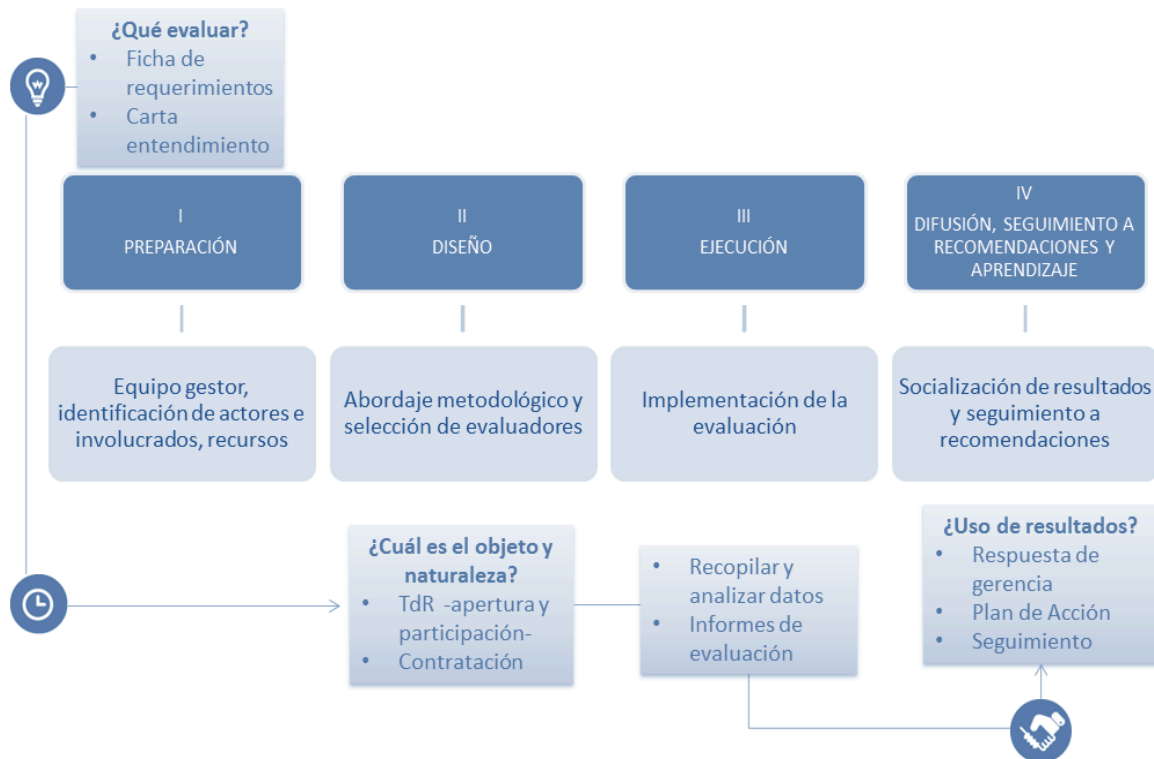 ¿Qué evaluar?
• Ficha de
requerimientos
• Carta
entendimiento
I
PREPARACIÓN
II
DISEÑO
III
EJECUCIÓN
IV
DIFUSIÓN, SEGUIMIENTO A
RECOMENDACIONES Y
APRENDIZAJE
Equipo gestor,
identificación de actores e
involucrados, recursos
Abordaje metodológico y
selección de evaluadores
Implementación de la
evaluación
Socialización de resultados
y seguimiento a
recomendaciones
¿Cuál es el objeto y
naturaleza?
• TdR -apertura y
participación-
• Contratación
• Recopilar y
analizar datos
• Informes de
evaluación
¿Uso de resultados?
• Respuesta de
gerencia
• Plan de Acción
• Seguimiento